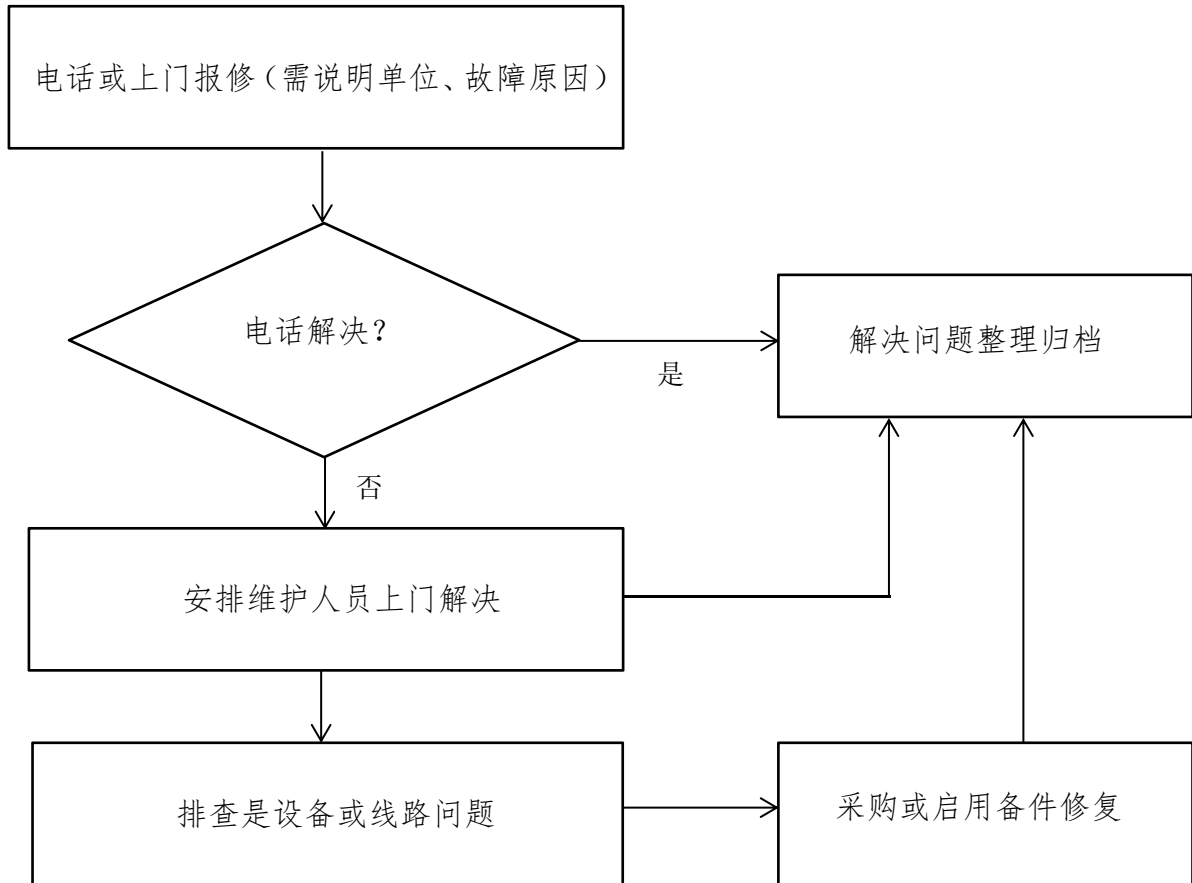 电话或上门报修（需说明单位、故障原因）
电话解决？
是
解决问题整理归档
否
安排维护人员上门解决
排查是设备或线路问题
采购或启用备件修复